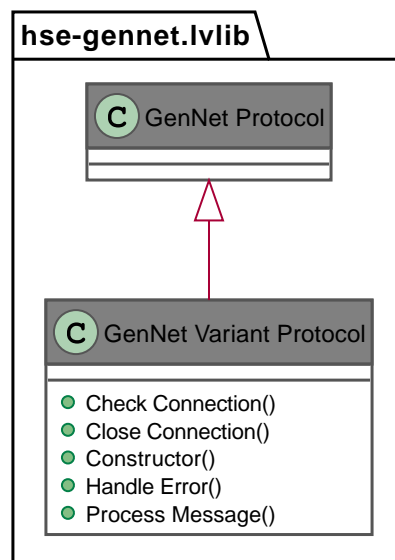 hse-gennet.lvlib
C GenNet Protocol
C GenNet Variant Protocol
Check Connection()
Close Connection()
Constructor()
Handle Error()
Process Message()